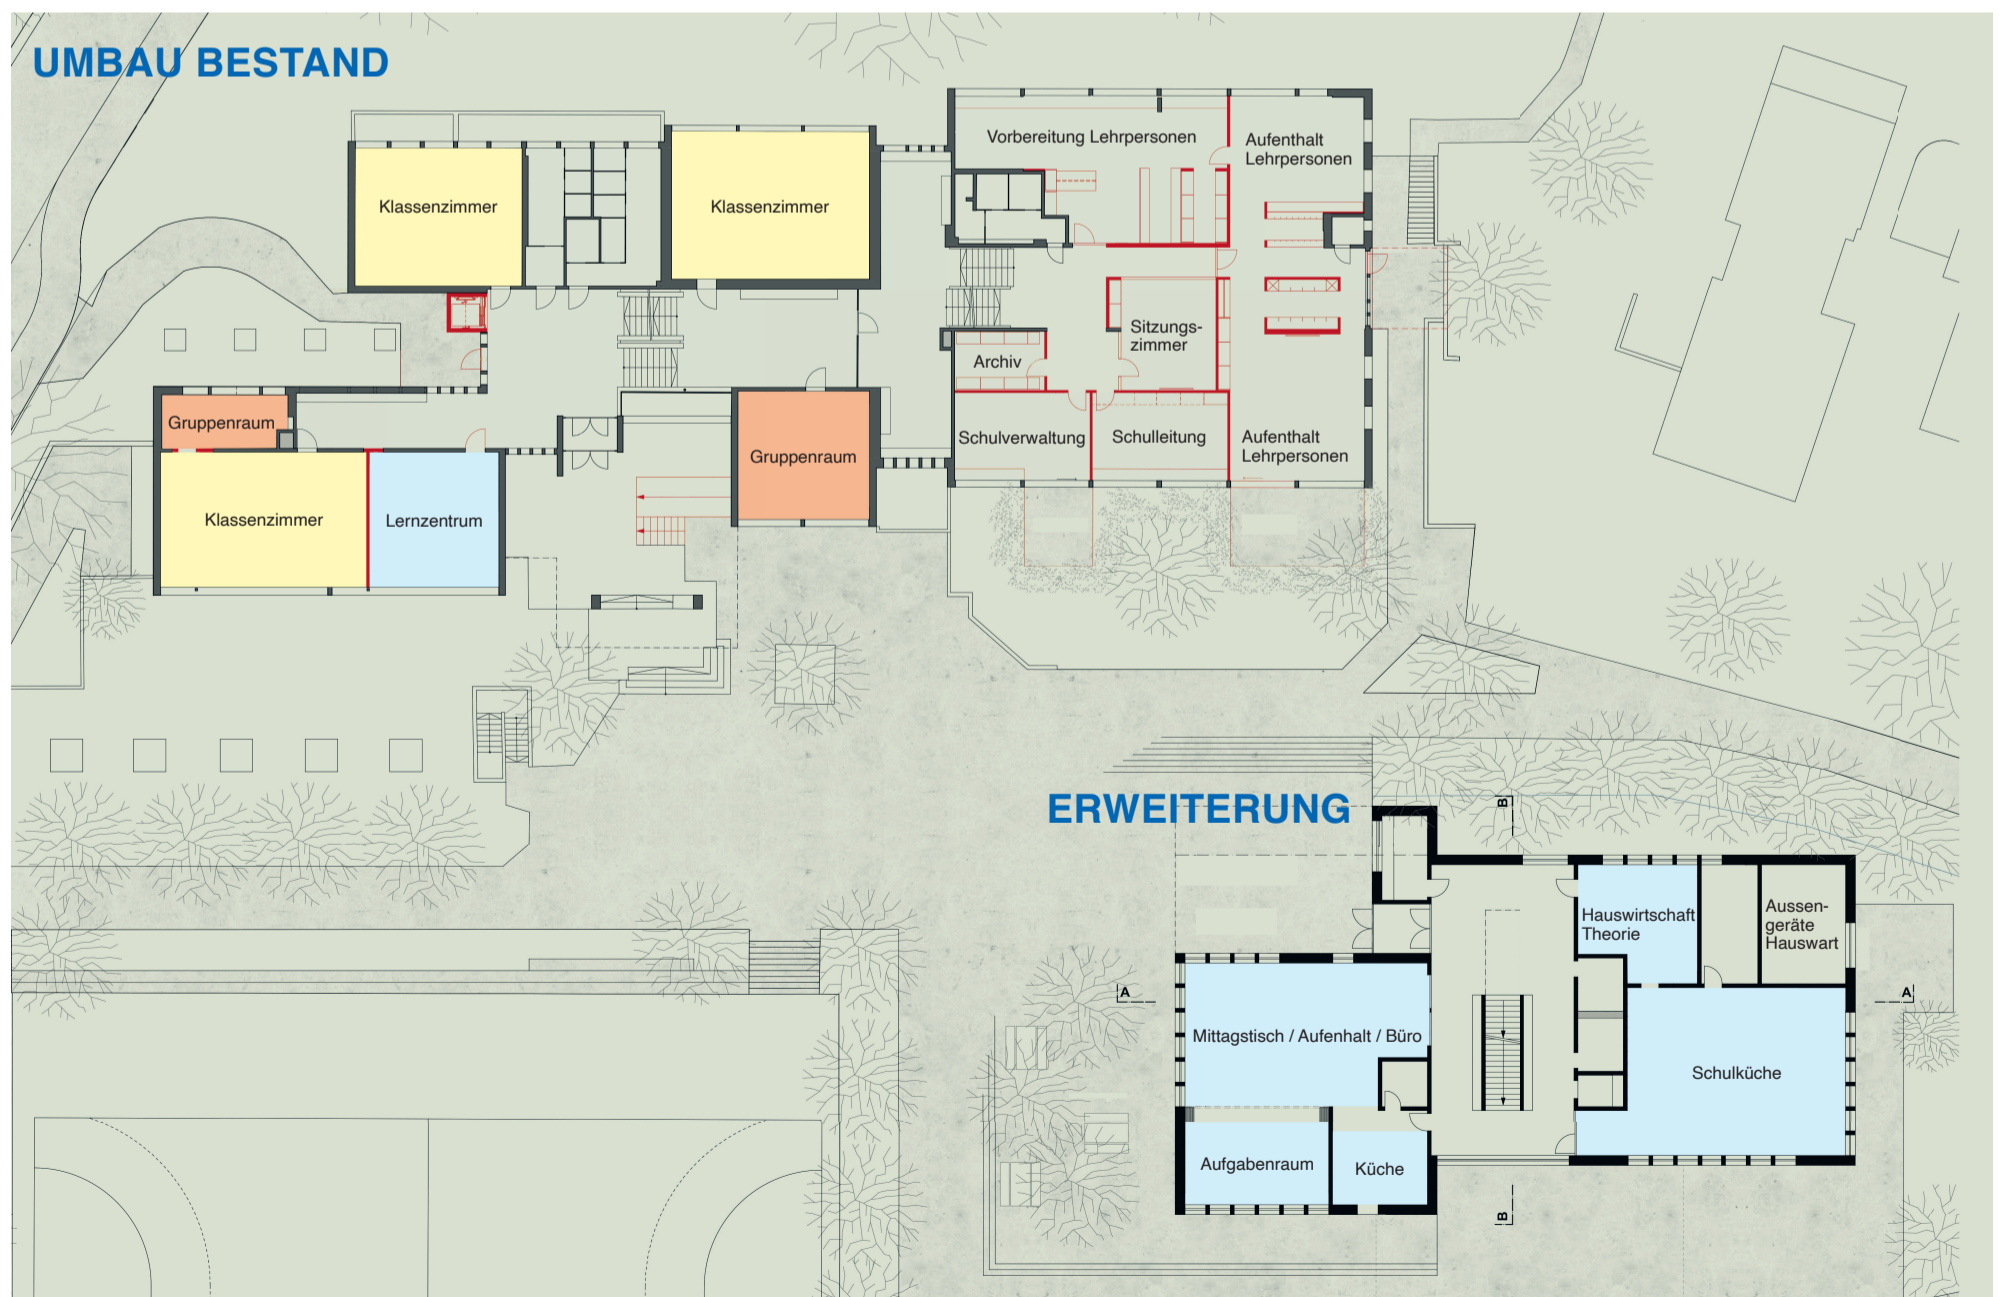 UMBAU BESTAND
Vorbereitung Lehrpersonen
Aufenthalt
Lehrpersonen
Klassenzimmer
Klassenzimmer
Sitzungs-
zimmer
Archiv
Gruppenraum
Schulverwaltung
Schulleitung
Aufenthalt
Lehrpersonen
Gruppenraum
Klassenzimmer
Lernzentrum
ERWEITERUNG
B
Hauswirtschaft
Theorie
Aussen-
geräte
Hauswart
A
A
Mittagstisch / Aufenhalt / Büro
Schulküche
Aufgabenraum
Küche
B